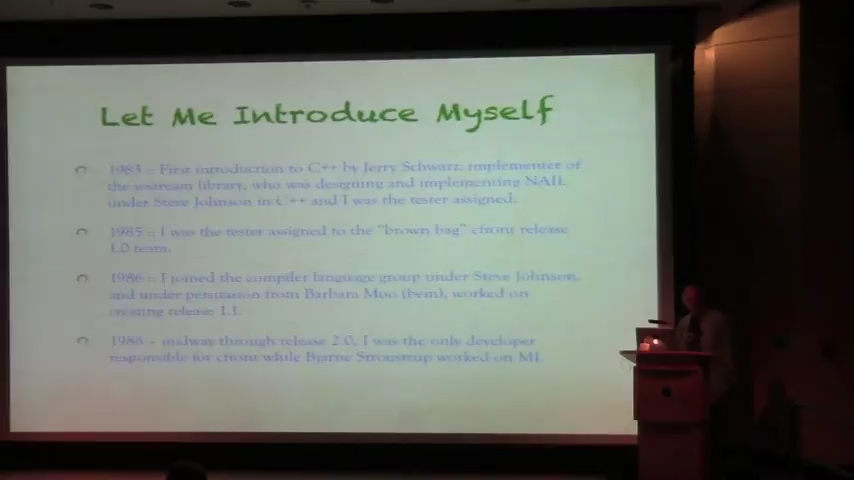 Let Me Introduce Myself
1983 – First introduction to C++ by Jerry Schwarz, implementer of
the iostream library, who was designing and implementing NAIL
under Steve Johnson in C++ and I was the tester assigned.
1985 – I was the tester assigned to the "brown bag" cfront release
1.0 team.
1986 – I joined the compiler language group under Steve Johnson,
and under persuasion from Barbara Moo (bem), worked on
creating release 1.1.
1986 – midway through release 2.0, I was the only developer
responsible for cfront while Bjarne Stroustrup worked on MI.